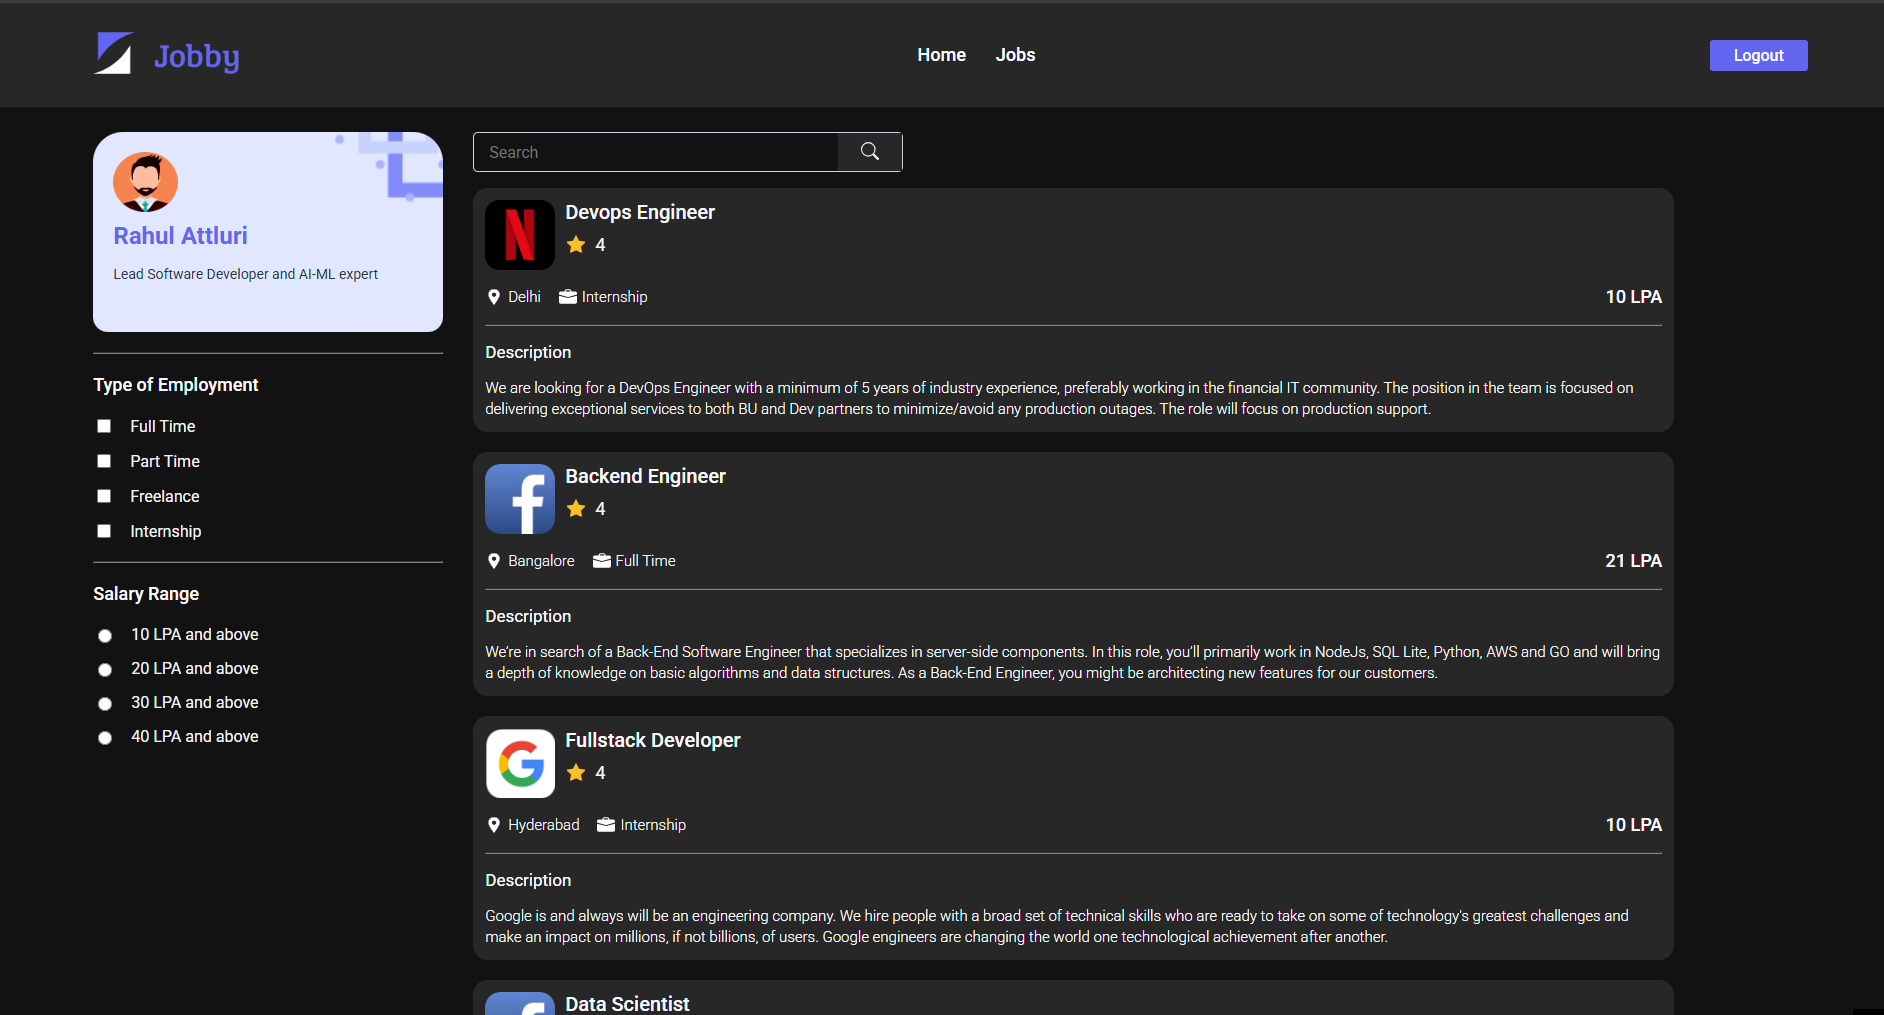 Jobby
Home Jobs
Logout
Rahul Attluri
Lead Software Developer and AI-ML expert
Type of Employment
Full Time
Part Time
Freelance
Internship
Salary Range
10 LPA and above
20 LPA and above
30 LPA and above
40 LPA and above
Search
Devops Engineer
4
Delhi Internship 10 LPA
Description
We are looking for a DevOps Engineer with a minimum of 5 years of industry experience, preferably working in the financial IT community. The position in the team is focused on
delivering exceptional services to both BU and Dev partners to minimize/avoid any production outages. The role will focus on production support.
Backend Engineer
4
Bangalore Full Time 21 LPA
Description
We’re in search of a Back-End Software Engineer that specializes in server-side components. In this role, you’ll primarily work in NodeJs, SQL Lite, Python, AWS and GO and will bring
a depth of knowledge on basic algorithms and data structures. As a Back-End Engineer, you might be architecting new features for our customers.
Fullstack Developer
4
Hyderabad Internship 10 LPA
Description
Google is and always will be an engineering company. We hire people with a broad set of technical skills who are ready to take on some of technology's greatest challenges and
make an impact on millions, if not billions, of users. Google engineers are changing the world one technological achievement after another.
Data Scientist